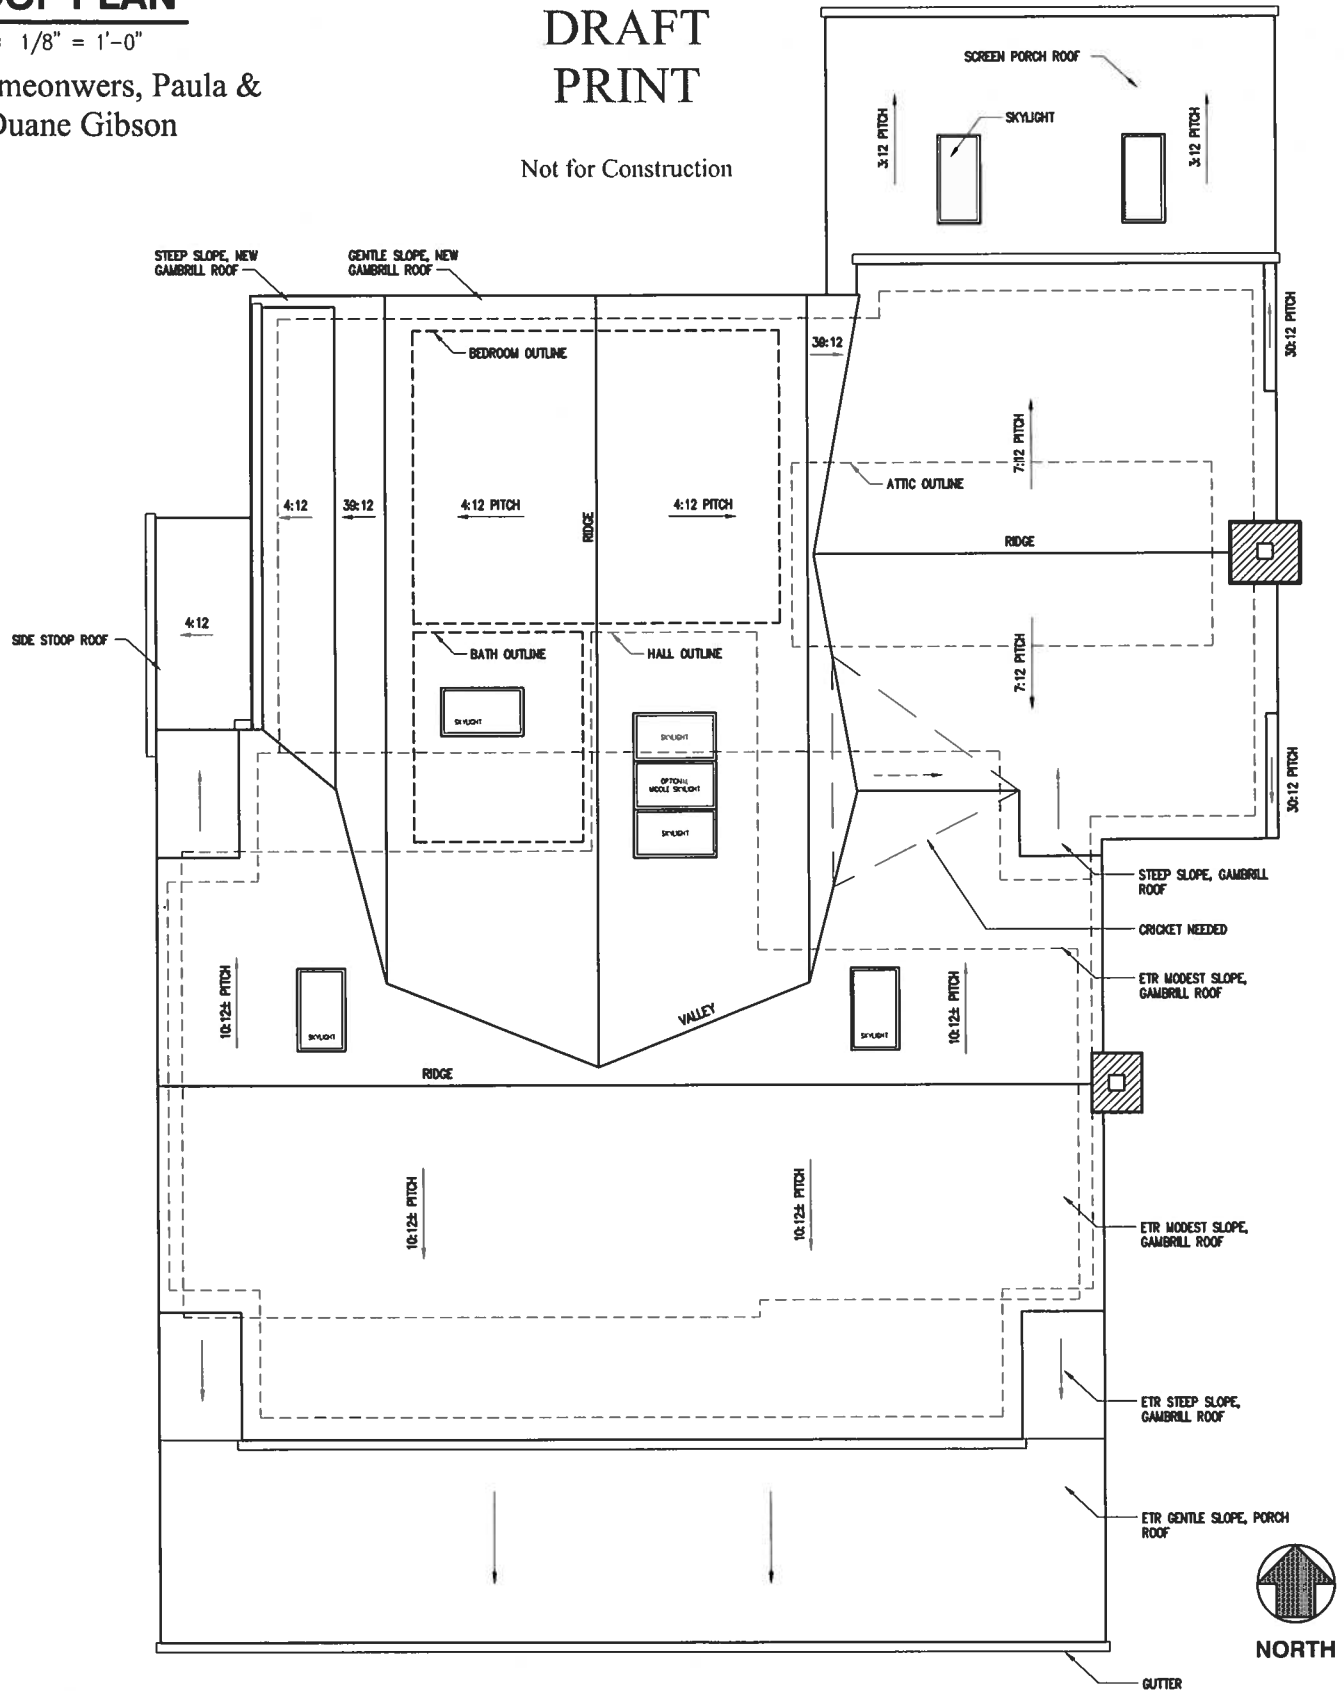 1/8" = 1'-0"
Paula &
Duane Gibson
DRAFT
PRINT
Not for Construction
SCREEN PORCH ROOF
SKYLIGHT
3:12 PITCH
3:12 PITCH
STEEP SLOPE, NEW
GAMBRILL ROOF
GENTLE SLOPE, NEW
GAMBRILL ROOF
BEDROOM OUTLINE
39:12
30:12 PITCH
7:12 PITCH
ATTIC OUTLINE
4:12
39:12
4:12 PITCH
4:12 PITCH
RIDGE
RIDGE
4:12
SIDE STOOP ROOF
BATH OUTLINE
HALL OUTLINE
7:12 PITCH
SKYLIGHT
SKYLIGHT
OPTIONAL
MIDDLE SKYLIGHT
SKYLIGHT
30:12 PITCH
STEEP SLOPE, GAMBRILL
ROOF
CRICKET NEEDED
ETR MODEST SLOPE,
GAMBRILL ROOF
10:12± PITCH
SKYLIGHT
VALLEY
SKYLIGHT
10:12± PITCH
RIDGE
10:12± PITCH
10:12± PITCH
ETR MODEST SLOPE,
GAMBRILL ROOF
ETR STEEP SLOPE,
GAMBRILL ROOF
ETR GENTLE SLOPE, PORCH
ROOF
NORTH
GUTTER